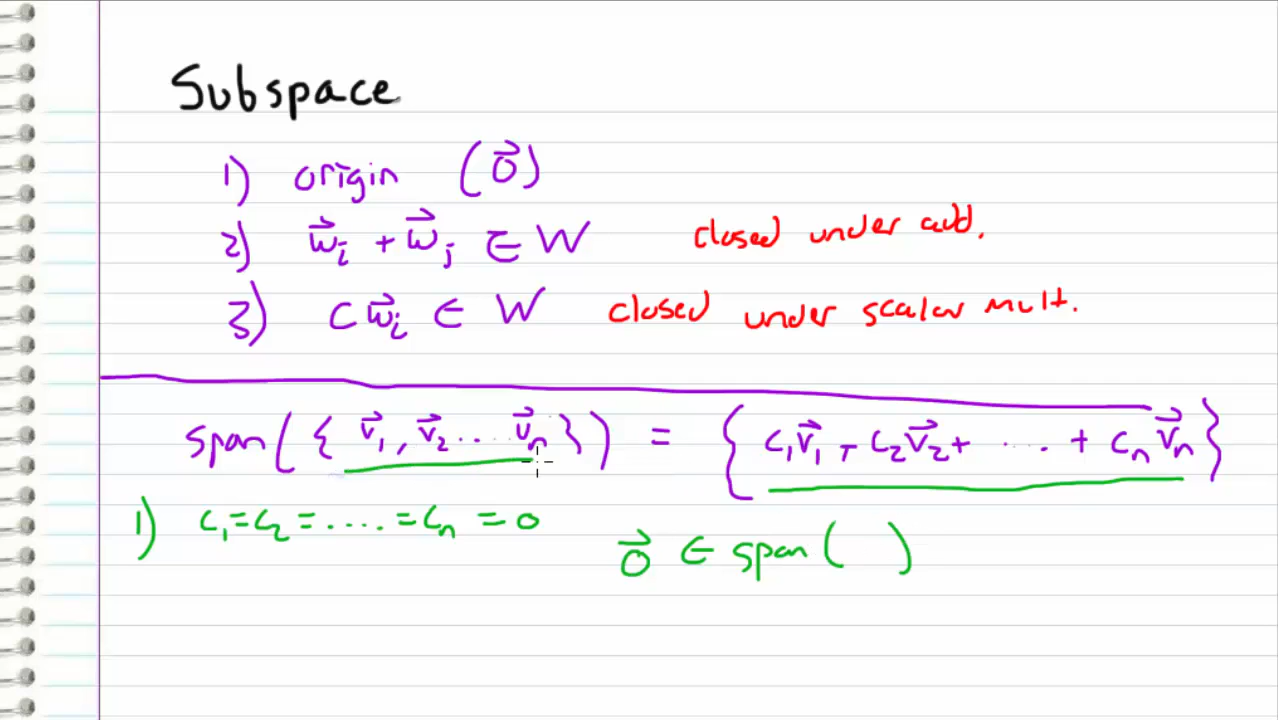 Subspace
1) origin (0⃗)
2) w⃗ᵢ + w⃗ⱼ ∈ W closed under add.
3) c w⃗ᵢ ∈ W closed under scalar mult.
span({ v⃗₁, v⃗₂ .... v⃗ₙ }) = { c₁v⃗₁ + c₂v⃗₂ + .... + cₙv⃗ₙ }
1) c₁ = c₂ = .... = cₙ = 0
0⃗ ∈ span( )